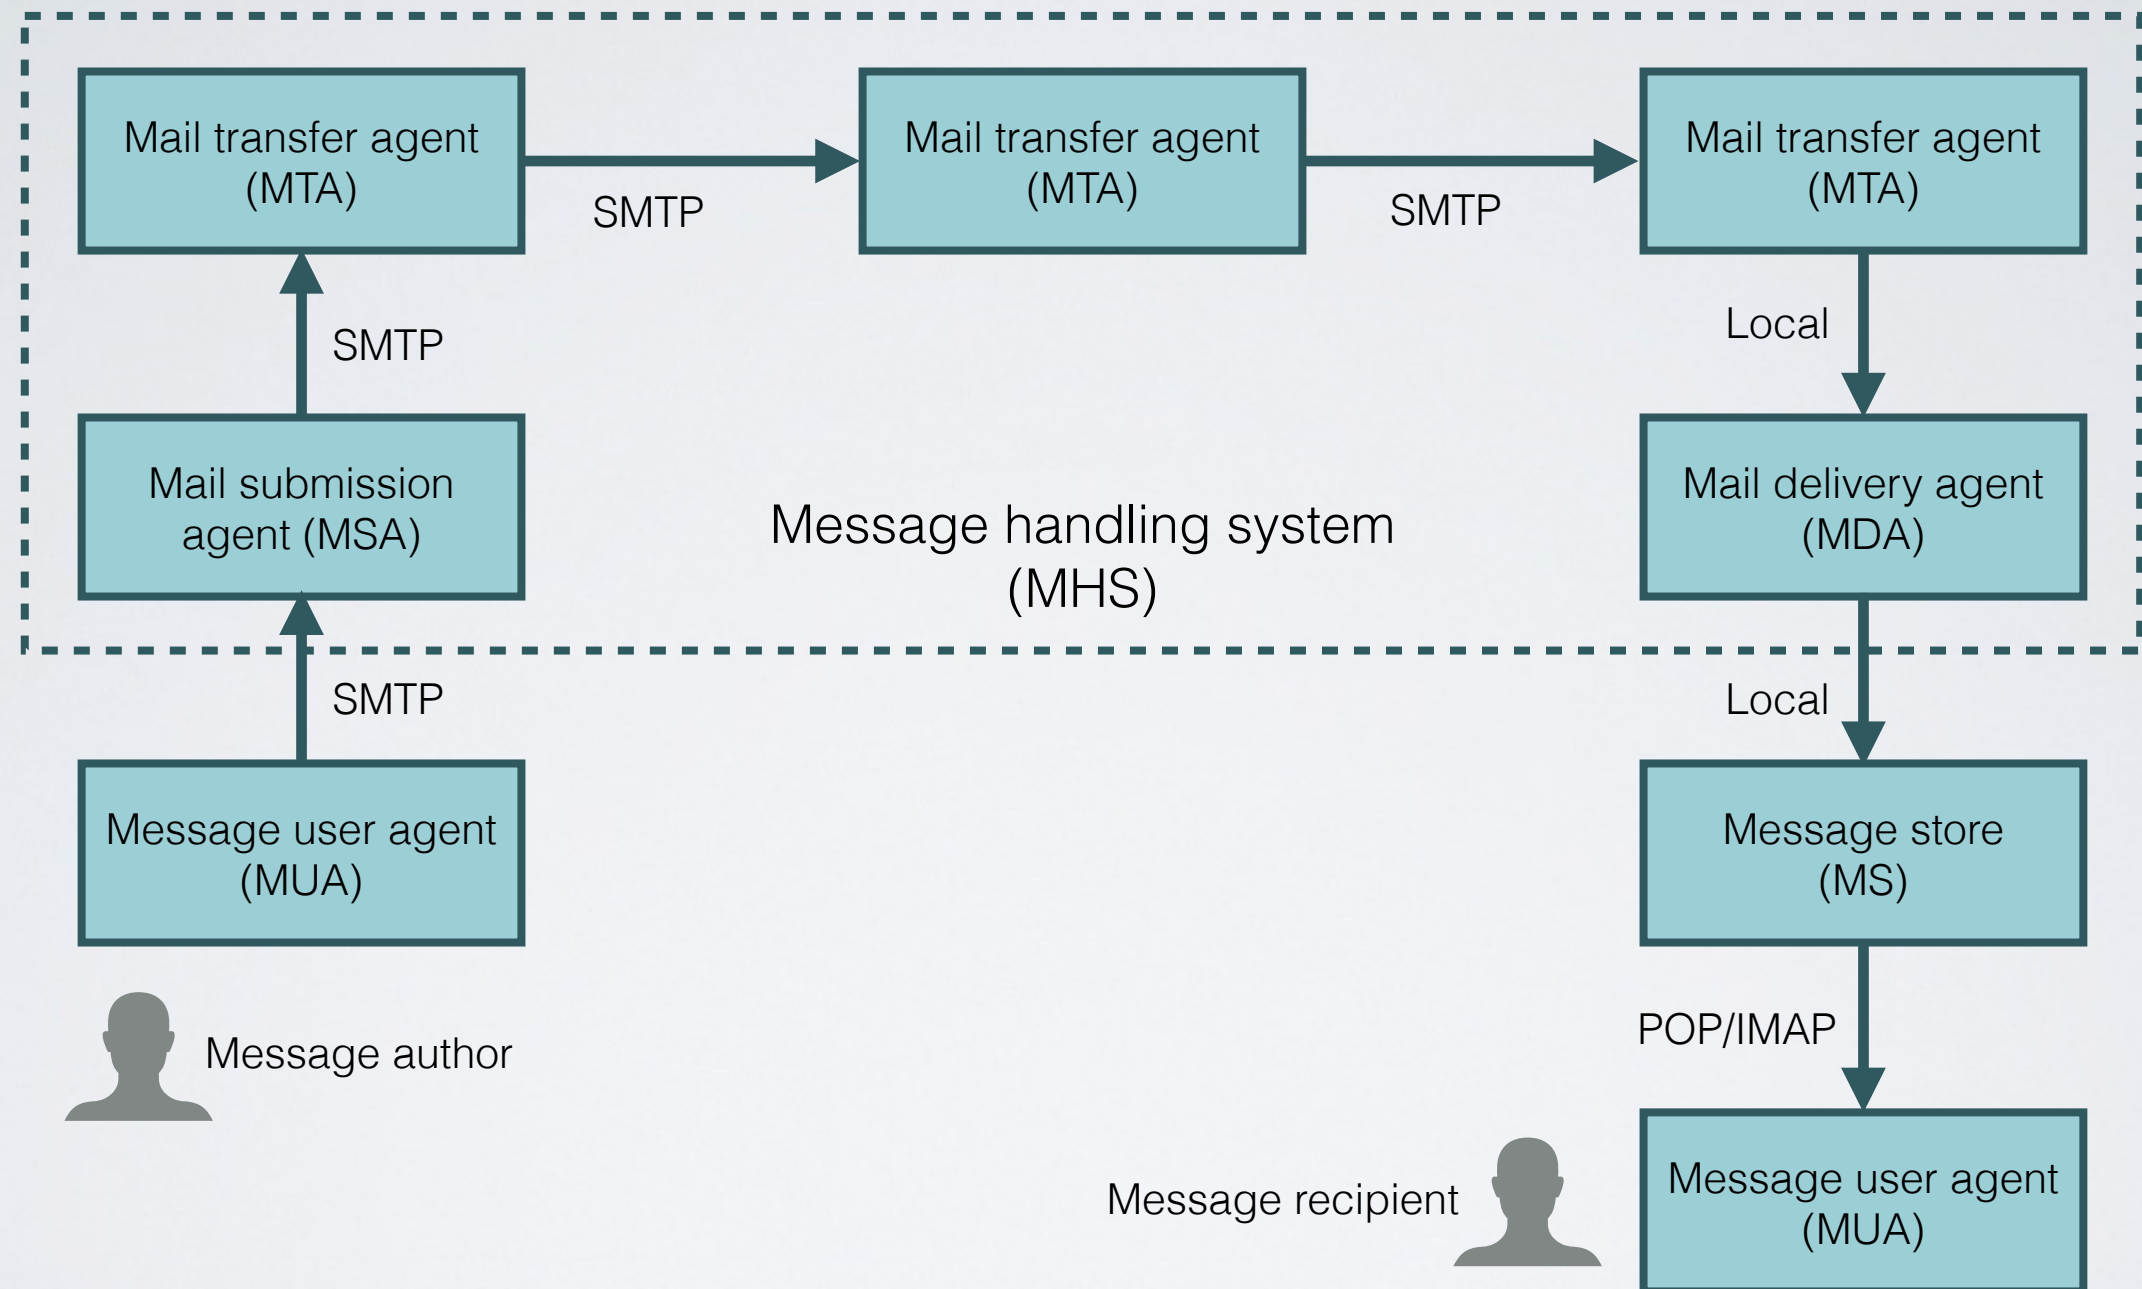 Mail transfer agent
(MTA)
SMTP
Mail transfer agent
(MTA)
SMTP
Mail transfer agent
(MTA)
SMTP
Local
Mail submission
agent (MSA)
Message handling system
(MHS)
Mail delivery agent
(MDA)
SMTP
Local
Message user agent
(MUA)
Message store
(MS)
Message author
POP/IMAP
Message recipient
Message user agent
(MUA)